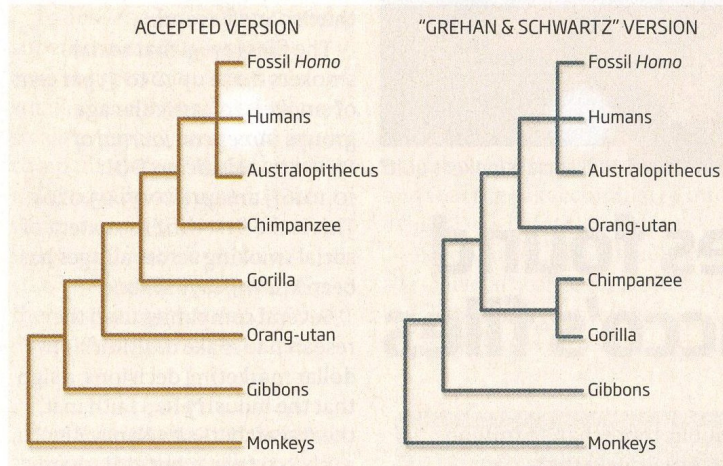 ACCEPTED VERSION
Fossil Homo
Humans
Australopithecus
Chimpanzee
Gorilla
Orang-utan
Gibbons
Monkeys
“GREHAN & SCHWARTZ” VERSION
Fossil Homo
Humans
Australopithecus
Orang-utan
Chimpanzee
Gorilla
Gibbons
Monkeys